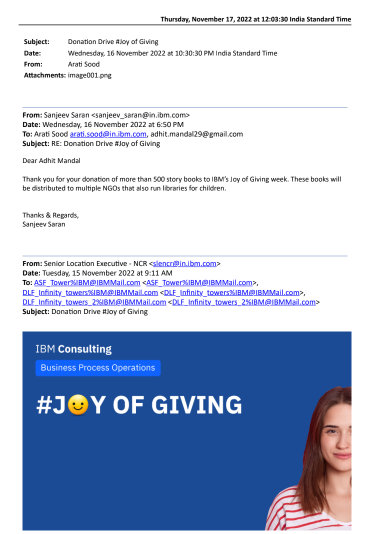 Thursday, November 17, 2022 at 12:03:30 India Standard Time
Subject: Donation Drive #Joy of Giving
Date: Wednesday, 16 November 2022 at 10:30:30 PM India Standard Time
From: Arati Sood
Attachments: image001.png
From: Sanjeev Saran <sanjeev_saran@in.ibm.com>
Date: Wednesday, 16 November 2022 at 6:50 PM
To: Arati Sood arati.sood@in.ibm.com, adhit.mandal29@gmail.com
Subject: RE: Donation Drive #Joy of Giving
Dear Adhit Mandal
Thank you for your donation of more than 500 story books to IBM's Joy of Giving week. These books will
be distributed to multiple NGOs that also run libraries for children.
Thanks & Regards,
Sanjeev Saran
From: Senior Location Executive - NCR <slencr@in.ibm.com>
Date: Tuesday, 15 November 2022 at 9:11 AM
To: ASF_Tower%IBM@IBMMail.com <ASF_Tower%IBM@IBMMail.com>,
DLF_Infinity_towers%IBM@IBMMail.com <DLF_Infinity_towers%IBM@IBMMail.com>,
DLF_Infinity_towers_2%IBM@IBMMail.com <DLF_Infinity_towers_2%IBM@IBMMail.com>
Subject: Donation Drive #Joy of Giving
IBM Consulting
Business Process Operations
#J😊Y OF GIVING